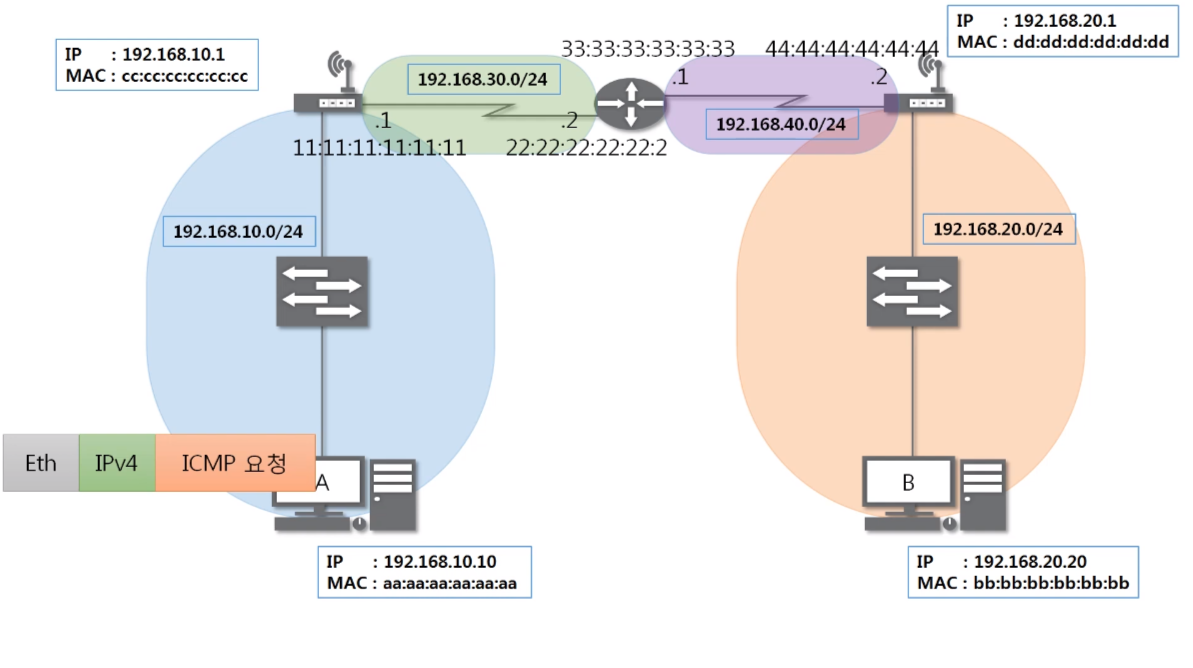 IP : 192.168.20.1
MAC : dd:dd:dd:dd:dd:dd
IP : 192.168.10.1
MAC : cc:cc:cc:cc:cc:cc
33:33:33:33:33:33
44:44:44:44:44:44
192.168.30.0/24
.1
.2
192.168.40.0/24
.1
.2
11:11:11:11:11:11
22:22:22:22:22:2
192.168.10.0/24
192.168.20.0/24
Eth
IPv4
ICMP 요청
A
B
IP : 192.168.10.10
MAC : aa:aa:aa:aa:aa:aa
IP : 192.168.20.20
MAC : bb:bb:bb:bb:bb:bb